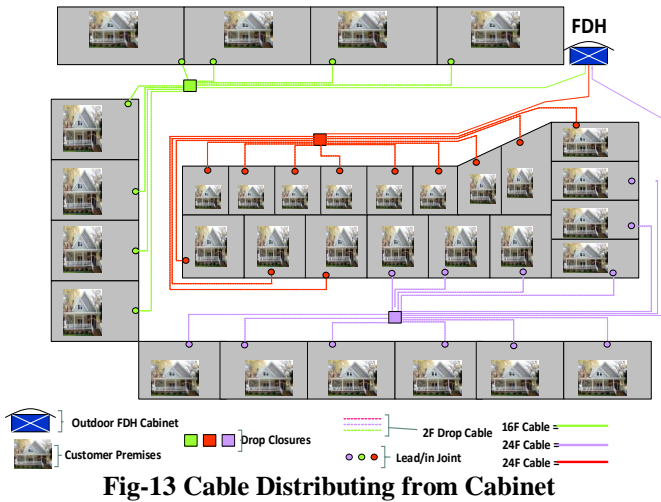 FDH
Outdoor FDH Cabinet
Customer Premises
Drop Closures
2F Drop Cable
Lead/in Joint
16F Cable =
24F Cable =
24F Cable =
Fig-13 Cable Distributing from Cabinet